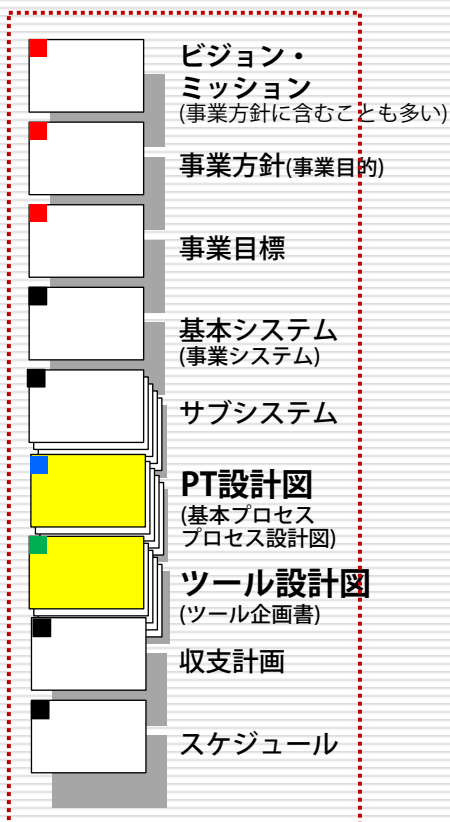 ビジョン・
ミッション
(事業方針に含むことも多い)
事業方針(事業目的)
事業目標
基本システム
(事業システム)
サブシステム
PT設計図
(基本プロセス
プロセス設計図)
ツール設計図
(ツール企画書)
収支計画
スケジュール